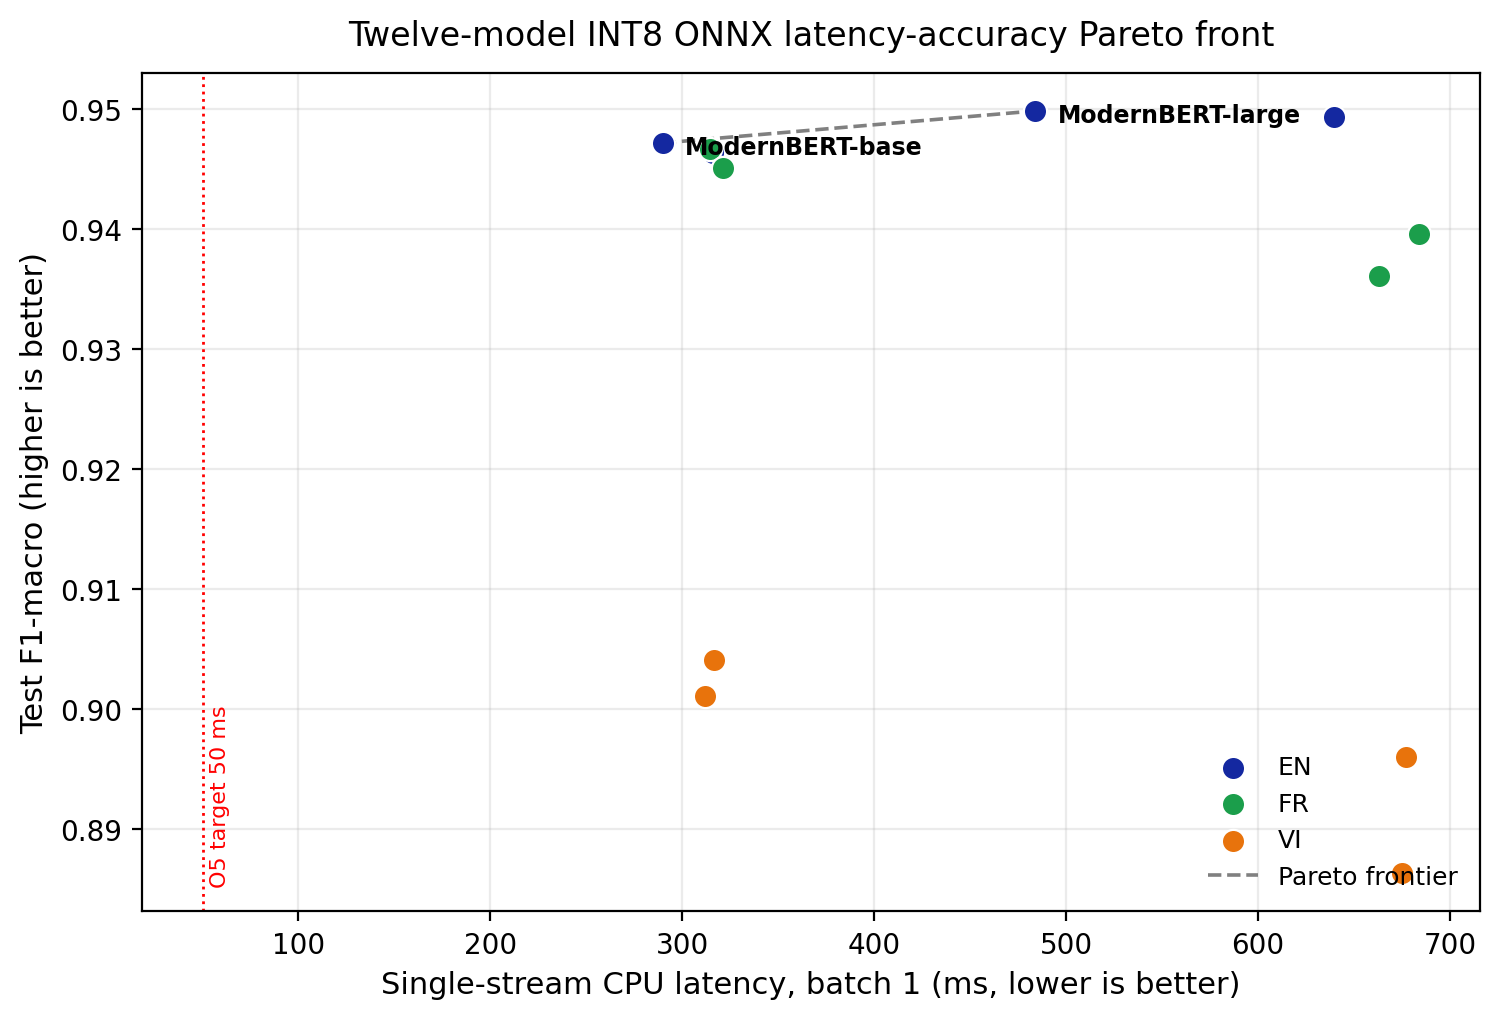 Twelve-model INT8 ONNX latency-accuracy Pareto front
Test F1-macro (higher is better)
0.95
0.94
0.93
0.92
0.91
0.90
0.89
ModernBERT-large
ModernBERT-base
O5 target 50 ms
EN
FR
VI
Pareto frontier
100
200
300
400
500
600
700
Single-stream CPU latency, batch 1 (ms, lower is better)